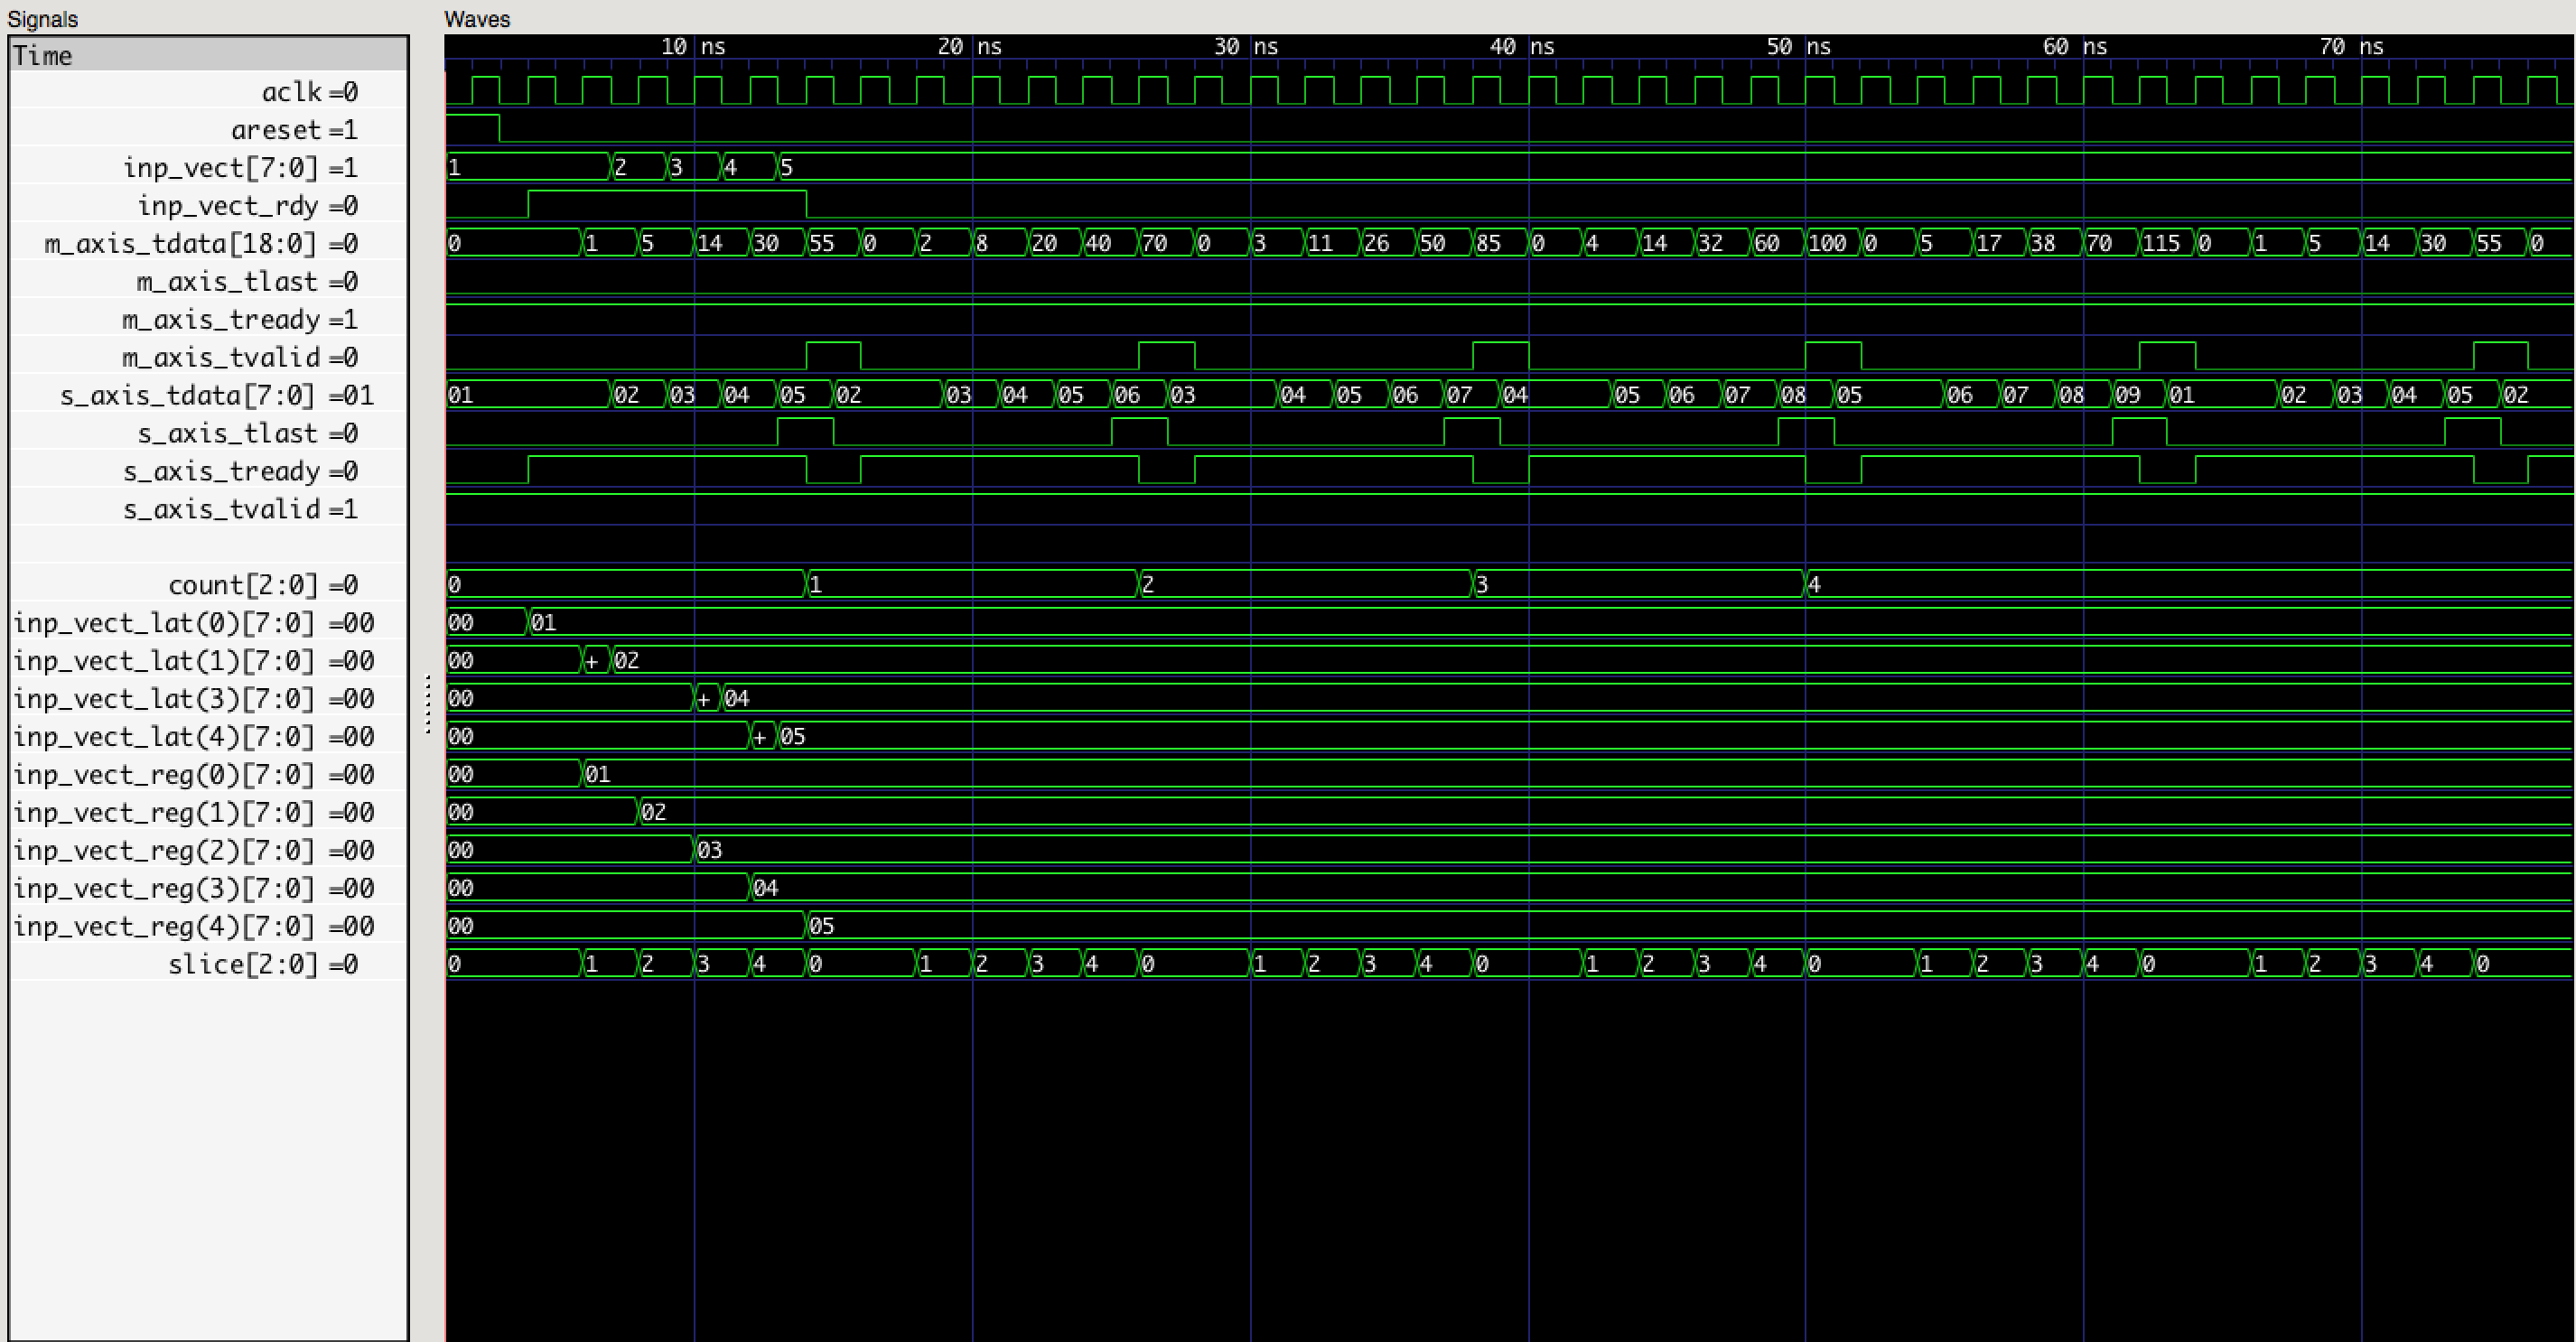 Signals Waves
Time 10 ns 20 ns 30 ns 40 ns 50 ns 60 ns 70 ns
aclk =0
areset =1
inp_vect[7:0] =1 1 2 3 4 5
inp_vect_rdy =0
m_axis_tdata[18:0] =0 0 1 5 14 30 55 0 2 8 20 40 70 0 3 11 26 50 85 0 4 14 32 60 100 0 5 17 38 70 115 0 1 5 14 30 55 0
m_axis_tlast =0
m_axis_tready =1
m_axis_tvalid =0
s_axis_tdata[7:0] =01 01 02 03 04 05 02 03 04 05 06 03 04 05 06 07 04 05 06 07 08 05 06 07 08 09 01 02 03 04 05 02
s_axis_tlast =0
s_axis_tready =0
s_axis_tvalid =1
count[2:0] =0 0 1 2 3 4
inp_vect_lat(0)[7:0] =00 00 01
inp_vect_lat(1)[7:0] =00 00 + 02
inp_vect_lat(3)[7:0] =00 00 + 04
inp_vect_lat(4)[7:0] =00 00 + 05
inp_vect_reg(0)[7:0] =00 00 01
inp_vect_reg(1)[7:0] =00 00 02
inp_vect_reg(2)[7:0] =00 00 03
inp_vect_reg(3)[7:0] =00 00 04
inp_vect_reg(4)[7:0] =00 00 05
slice[2:0] =0 0 1 2 3 4 0 1 2 3 4 0 1 2 3 4 0 1 2 3 4 0 1 2 3 4 0 1 2 3 4 0